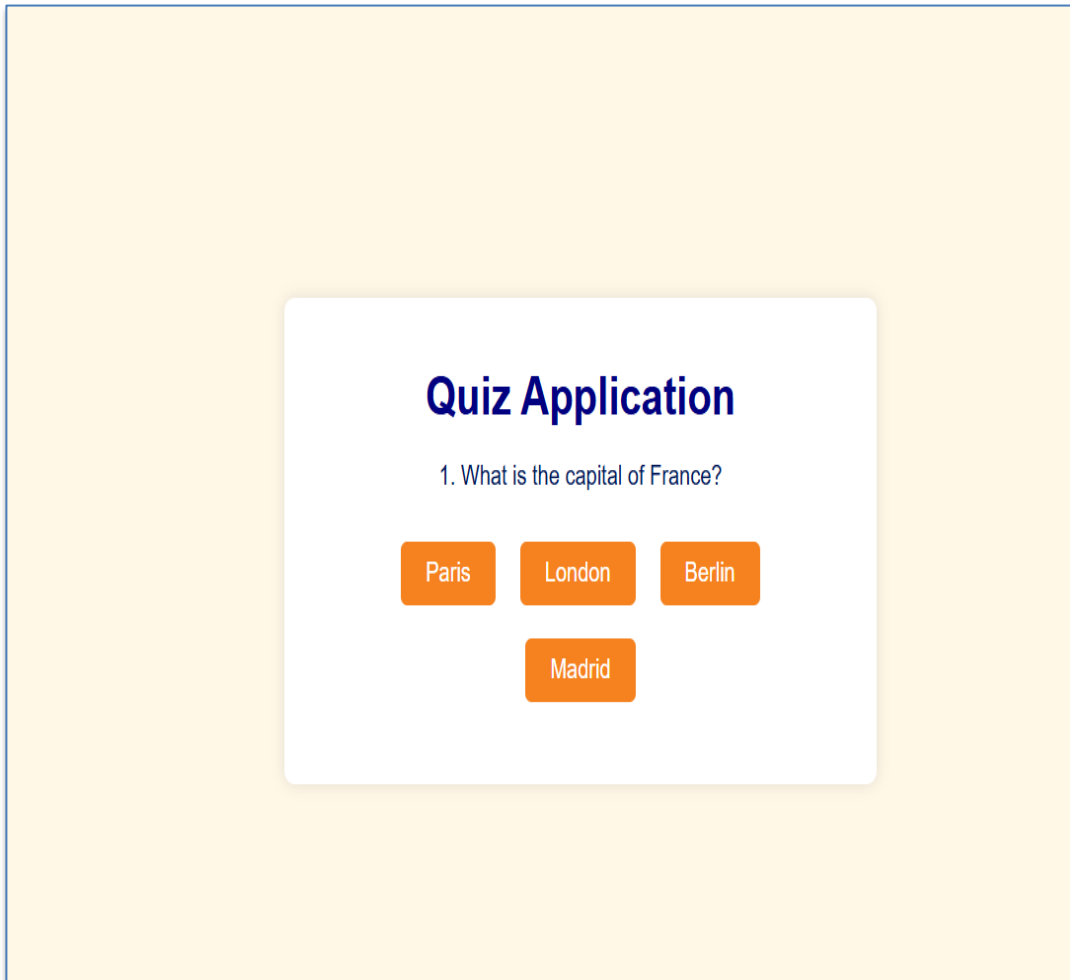 Quiz Application
1. What is the capital of France?
Paris London Berlin
Madrid